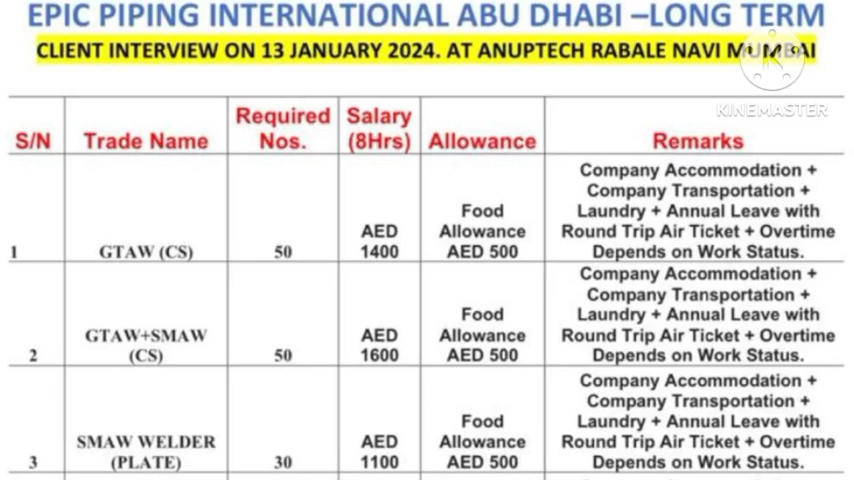 EPIC PIPING INTERNATIONAL ABU DHABI –LONG TERM
CLIENT INTERVIEW ON 13 JANUARY 2024. AT ANUPTECH RABALE NAVI MUMBAI
KINEMASTER
S/N Trade Name Required Nos. Salary (8Hrs) Allowance Remarks
1 GTAW (CS) 50 AED 1400 Food Allowance AED 500 Company Accommodation + Company Transportation + Laundry + Annual Leave with Round Trip Air Ticket + Overtime Depends on Work Status.
2 GTAW+SMAW (CS) 50 AED 1600 Food Allowance AED 500 Company Accommodation + Company Transportation + Laundry + Annual Leave with Round Trip Air Ticket + Overtime Depends on Work Status.
3 SMAW WELDER (PLATE) 30 AED 1100 Food Allowance AED 500 Company Accommodation + Company Transportation + Laundry + Annual Leave with Round Trip Air Ticket + Overtime Depends on Work Status.